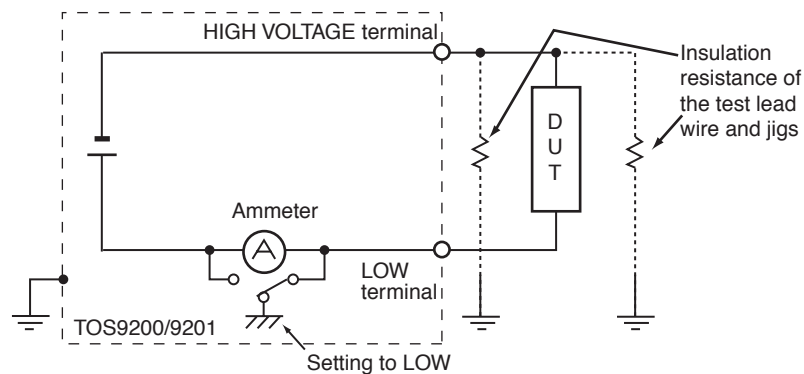 HIGH VOLTAGE terminal
Insulation
resistance of
the test lead
wire and jigs
D
U
T
Ammeter
A
LOW
terminal
TOS9200/9201
Setting to LOW